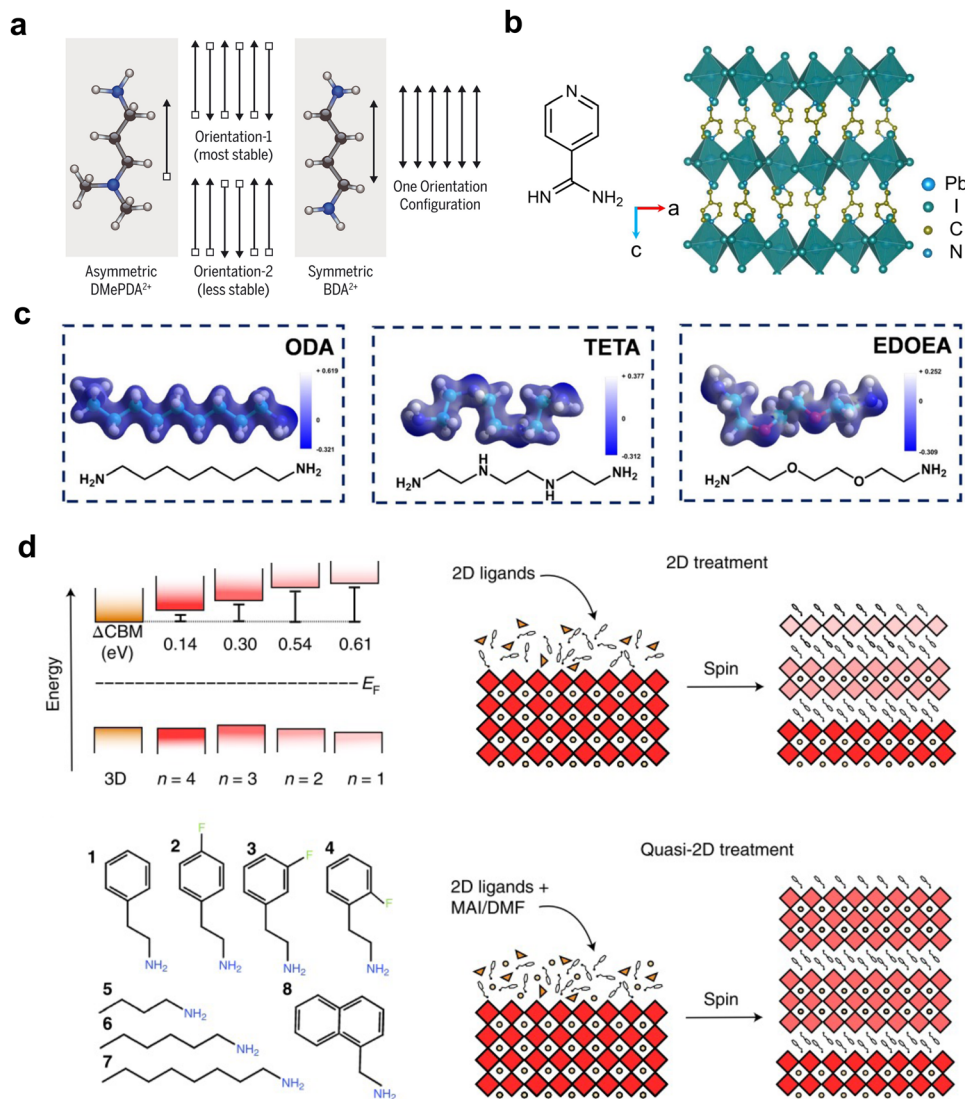 a
Orientation-1
(most stable)
One Orientation
Configuration
Asymmetric
DMePDA2+
Orientation-2
(less stable)
Symmetric
BDA2+
b
N
HN
NH2
a
c
Pb
I
C
N
c
ODA
+ 0.619
0
-0.321
H2N
NH2
TETA
+ 0.377
0
-0.312
H2N
H
N
N
H
NH2
EDOEA
+ 0.252
0
-0.309
H2N
O
O
NH2
d
Energy
ΔCBM
(eV)
0.14
0.30
0.54
0.61
EF
3D
n = 4
n = 3
n = 2
n = 1
2D ligands
2D treatment
Spin
1
NH2
2
F
NH2
3
F
NH2
4
F
NH2
5
NH2
6
NH2
7
NH2
8
NH2
Quasi-2D treatment
2D ligands +
MAI/DMF
Spin